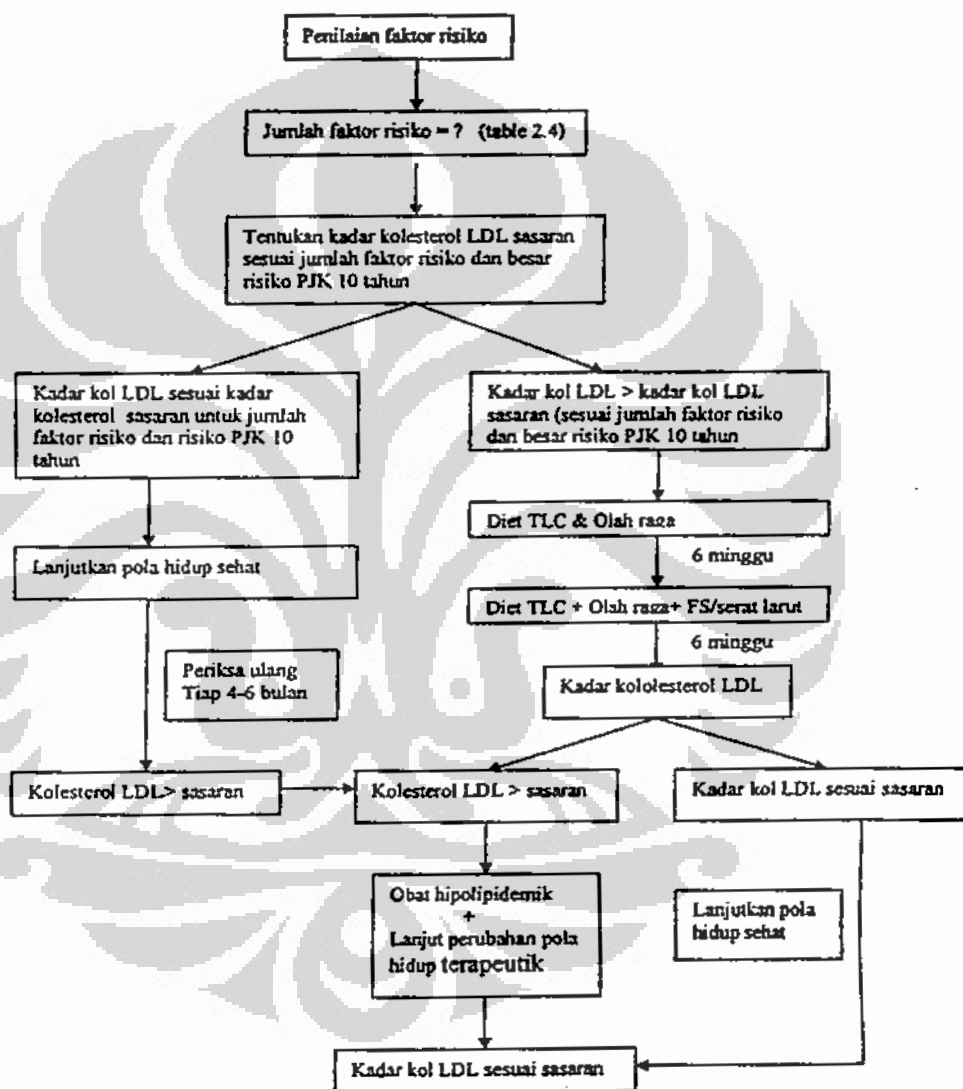 Penilaian faktor risiko
Jumlah faktor risiko = ? (table 2.4)
Tentukan kadar kolesterol LDL sasaran
sesuai jumlah faktor risiko dan besar
risiko PJK 10 tahun
Kadar kol LDL sesuai kadar
kolesterol sasaran untuk jumlah
faktor risiko dan risiko PJK 10
tahun
Kadar kol LDL > kadar kol LDL
sasaran (sesuai jumlah faktor risiko
dan besar risiko PJK 10 tahun
Lanjutkan pola hidup sehat
Diet TLC & Olah raga
6 minggu
Diet TLC + Olah raga+ FS/serat larut
6 minggu
Periksa ulang
Tiap 4-6 bulan
Kadar kololesterol LDL
Kolesterol LDL> sasaran
Kolesterol LDL > sasaran
Kadar kol LDL sesuai sasaran
Obat hipolipidemik
+
Lanjut perubahan pola
hidup terapeutik
Lanjutkan pola
hidup sehat
Kadar kol LDL sesuai sasaran